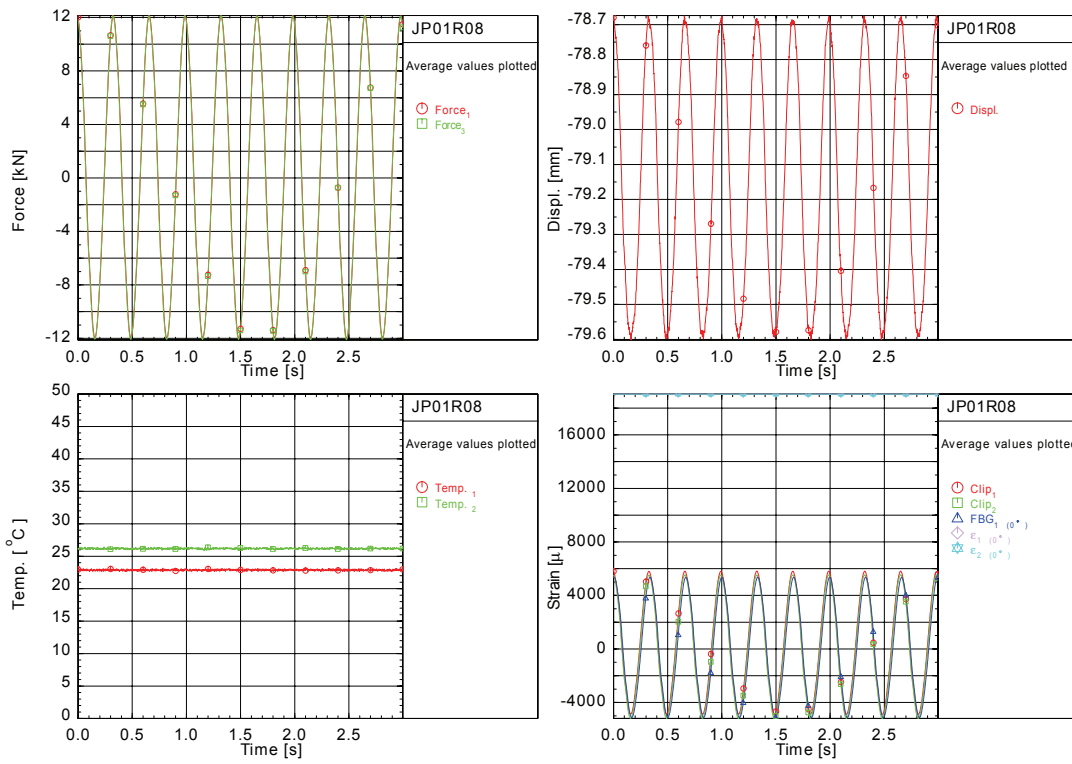 12
8
4
0
-4
-8
-12
Force [kN]
0.0 0.5 1.0 1.5 2.0 2.5
Time [s]
JP01R08
Average values plotted
Force1
Force3
-78.7
-78.8
-78.9
-79.0
-79.1
-79.2
-79.3
-79.4
-79.5
-79.6
Displ. [mm]
0.0 0.5 1.0 1.5 2.0 2.5
Time [s]
JP01R08
Average values plotted
Displ.
50
45
40
35
30
25
20
15
10
5
0
Temp. [ °C]
0.0 0.5 1.0 1.5 2.0 2.5
Time [s]
JP01R08
Average values plotted
Temp. 1
Temp. 2
16000
12000
8000
4000
0
-4000
Strain [µ]
0.0 0.5 1.0 1.5 2.0 2.5
Time [s]
JP01R08
Average values plotted
Clip1
Clip2
FBG1 (0°)
ε1 (0°)
ε2 (0°)